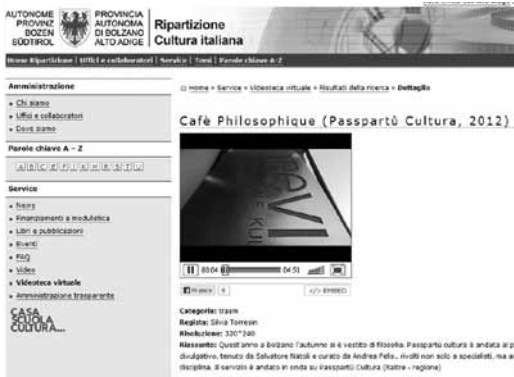 AUTONOME
PROVINZ
BOZEN
SÜDTIROL
PROVINCIA
AUTONOMA
DI BOLZANO
ALTO ADIGE
Ripartizione
Cultura italiana
Home Ripartizione | Uffici e collaboratori | Service | Temi | Parole chiave A-Z
Amministrazione
Chi siamo
Uffici e collaboratori
Dove siamo
Parole chiave A - Z
A B C E F I L M R S T U
Service
News
Finanziamenti e modulistica
Libri e pubblicazioni
Eventi
FAQ
Video
Videoteca virtuale
Amministrazione trasparente
CASA
SCUOLA
CULTURA...
Home » Service » Videoteca virtuale » Risultati della ricerca » Dettaglio
Cafè Philosophique (Passpartù Cultura, 2012)
00:04 04:51
0 </> EMBED
Categoria: trasm
Regista: Silvia Torresin
Risoluzione: 320*240
Riassunto: Quest'anno a Bolzano l'autunno si è vestito di filosofia. Passpartù cultura è andata al
divulgativo, tenuto da Salvatore Natoli e curato da Andrea Felis.. rivolti non solo a specialisti, ma
disciplina. Il servizio è andato in onda su Passpartù Cultura (Raitre - regione)